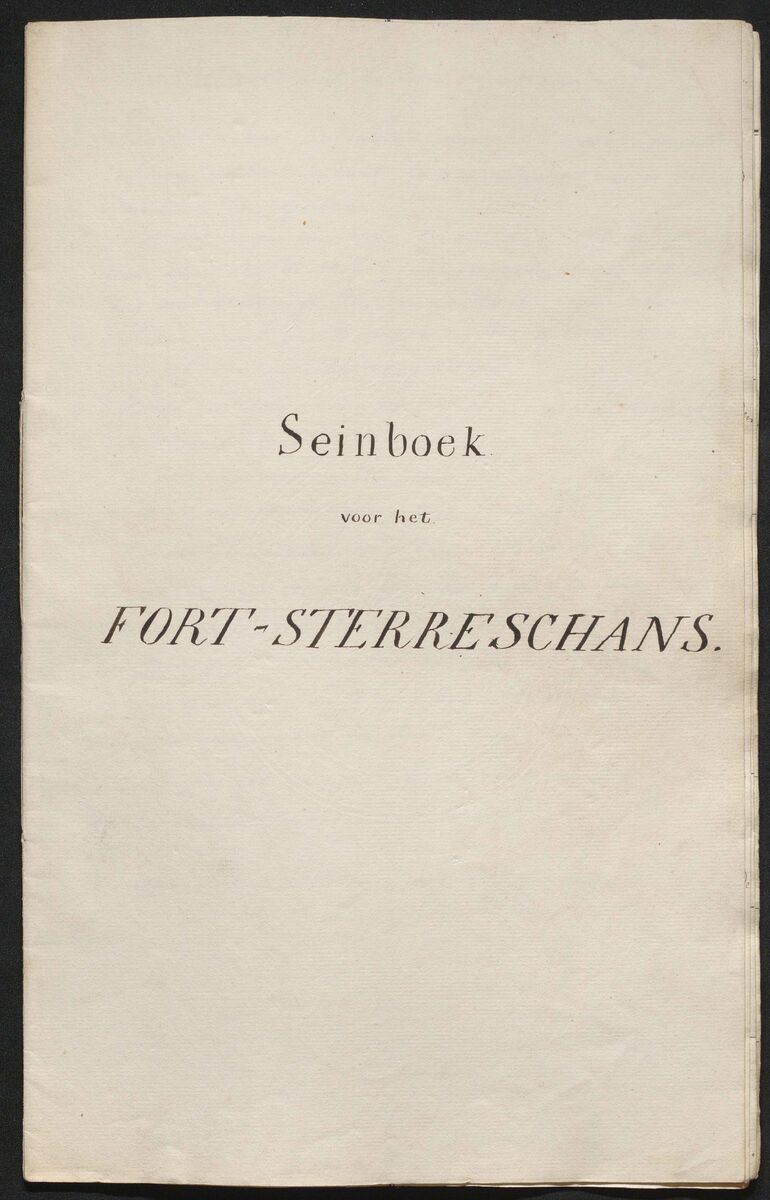 Seinboek
voor het
FORT-STERRESCHANS.